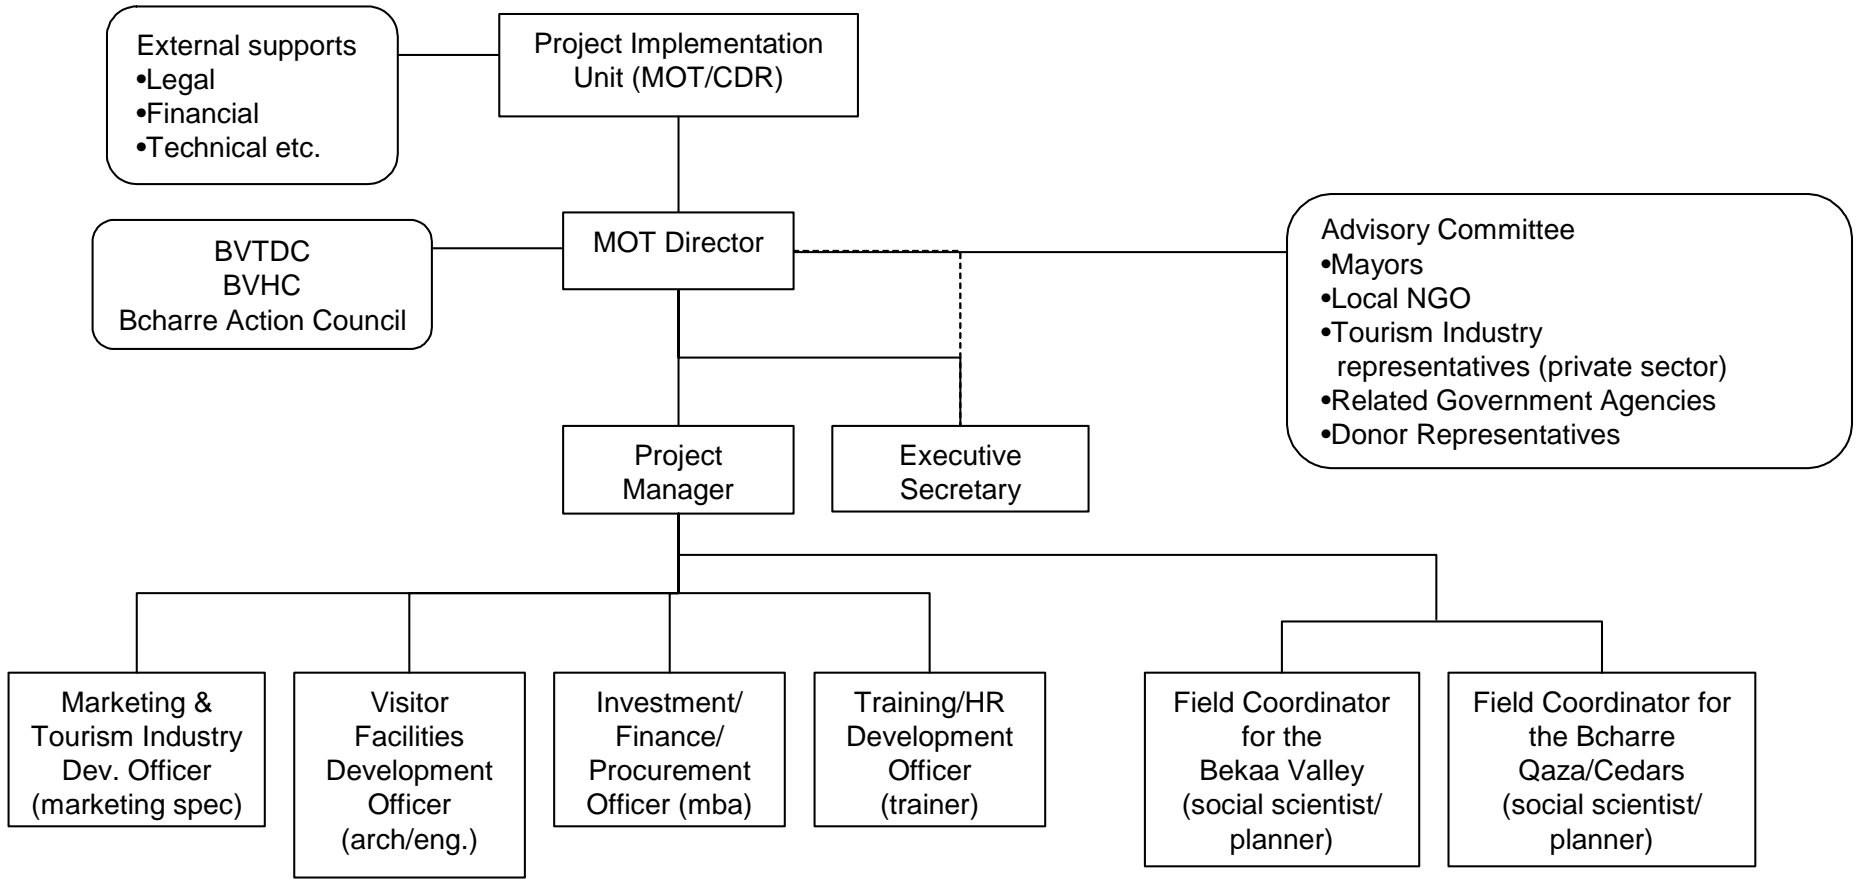 External supports
•Legal
•Financial
•Technical etc.
Project Implementation
Unit (MOT/CDR)
BVTDC
BVHC
Bcharre Action Council
MOT Director
Advisory Committee
•Mayors
•Local NGO
•Tourism Industry
representatives (private sector)
•Related Government Agencies
•Donor Representatives
Project
Manager
Executive
Secretary
Marketing &
Tourism Industry
Dev. Officer
(marketing spec)
Visitor
Facilities
Development
Officer
(arch/eng.)
Investment/
Finance/
Procurement
Officer (mba)
Training/HR
Development
Officer
(trainer)
Field Coordinator
for the
Bekaa Valley
(social scientist/
planner)
Field Coordinator for
the Bcharre
Qaza/Cedars
(social scientist/
planner)